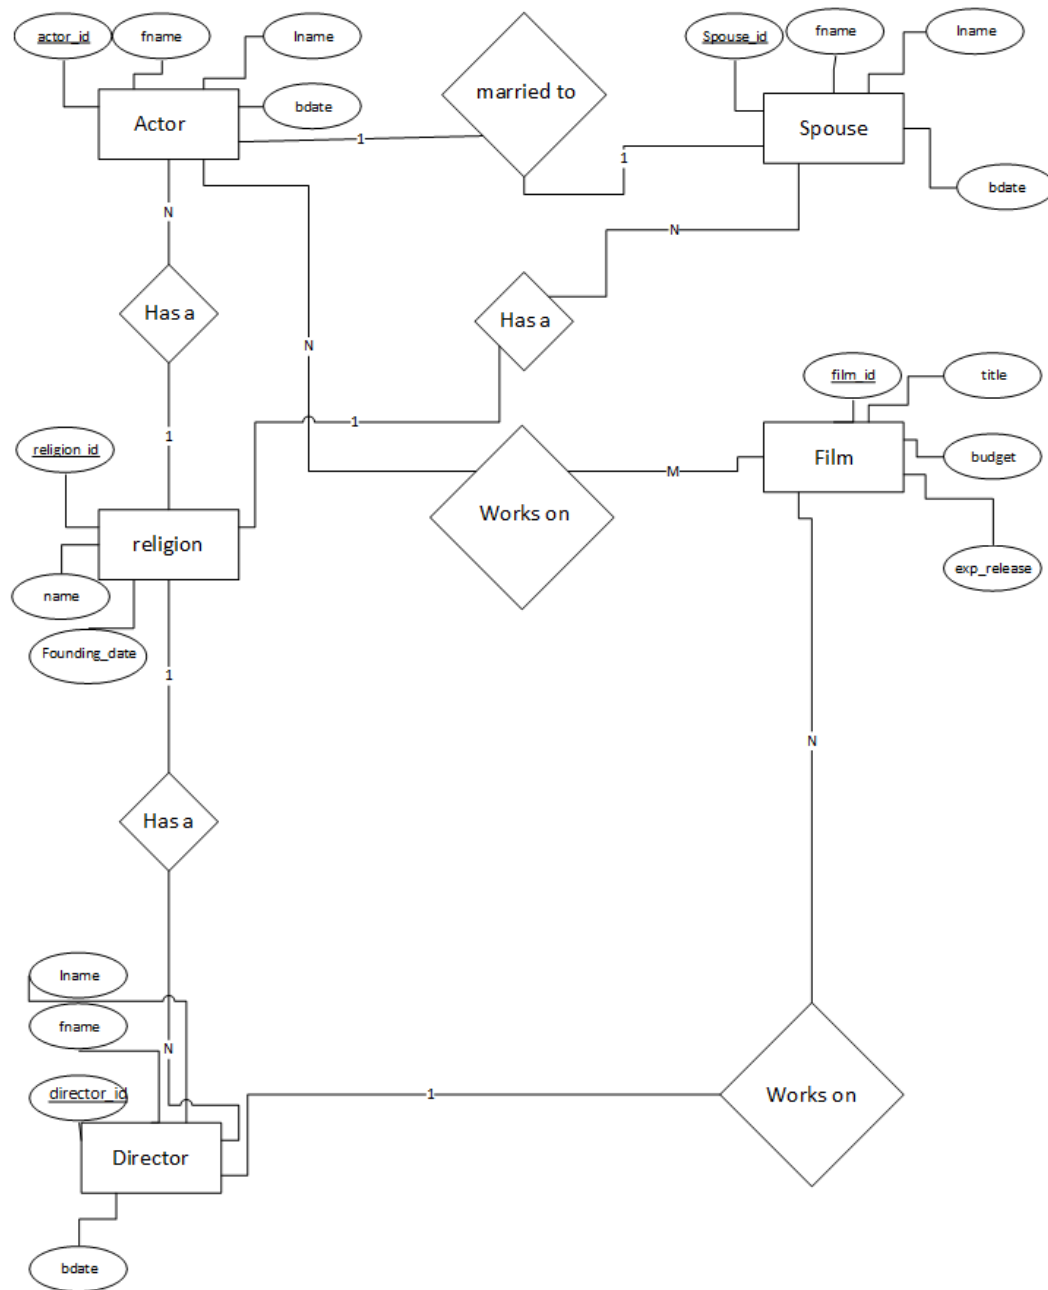 actor_id
fname
lname
bdate
Actor
married to
Spouse_id
fname
lname
Spouse
bdate
1
1
N
N
Has a
Has a
N
film_id
title
budget
Film
exp_release
1
1
religion_id
religion
name
Founding_date
Works on
M
1
N
Has a
lname
fname
N
director_id
Director
bdate
1
Works on